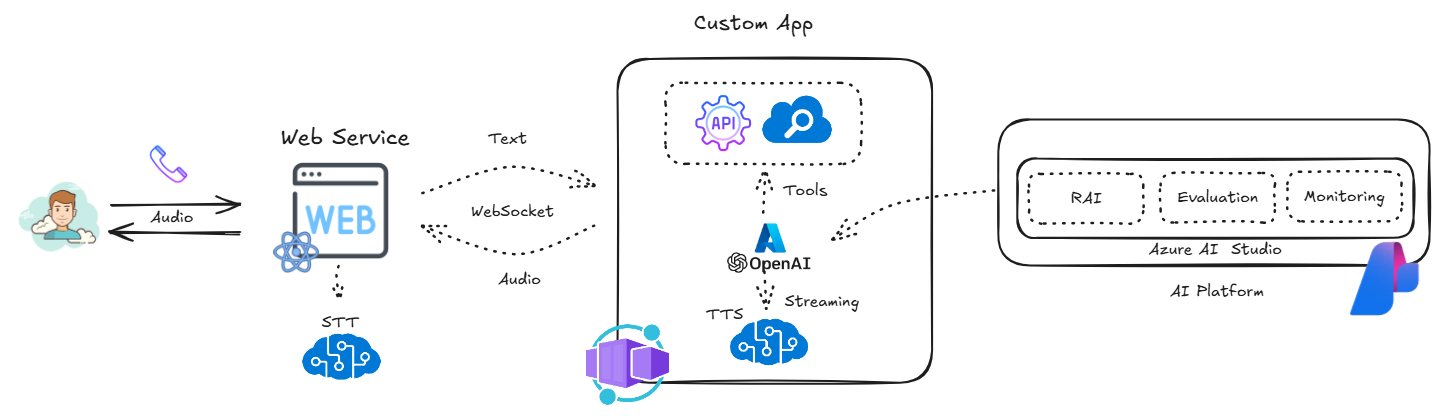 Custom App
Web Service
Text
API
WEB
Audio
WebSocket
Audio
STT
Tools
OpenAI
Streaming
TTS
RAI
Evaluation
Monitoring
Azure AI Studio
AI Platform